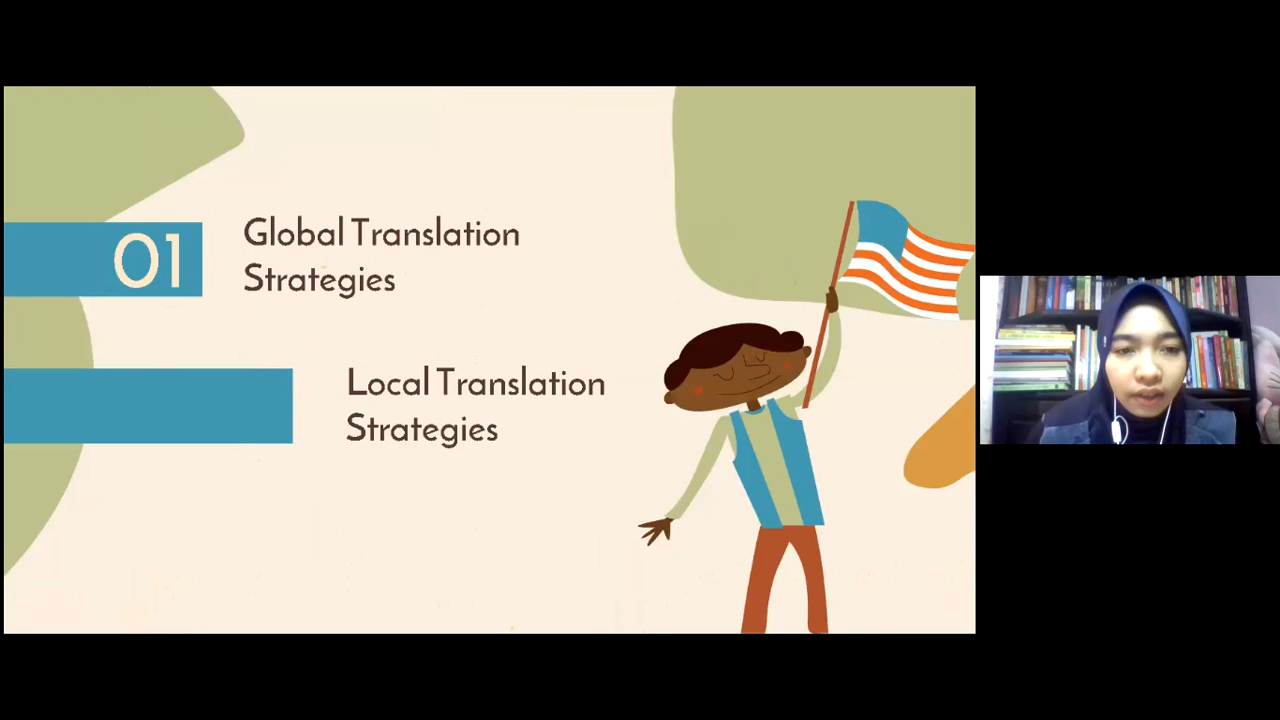 01
Global Translation
Strategies
Local Translation
Strategies